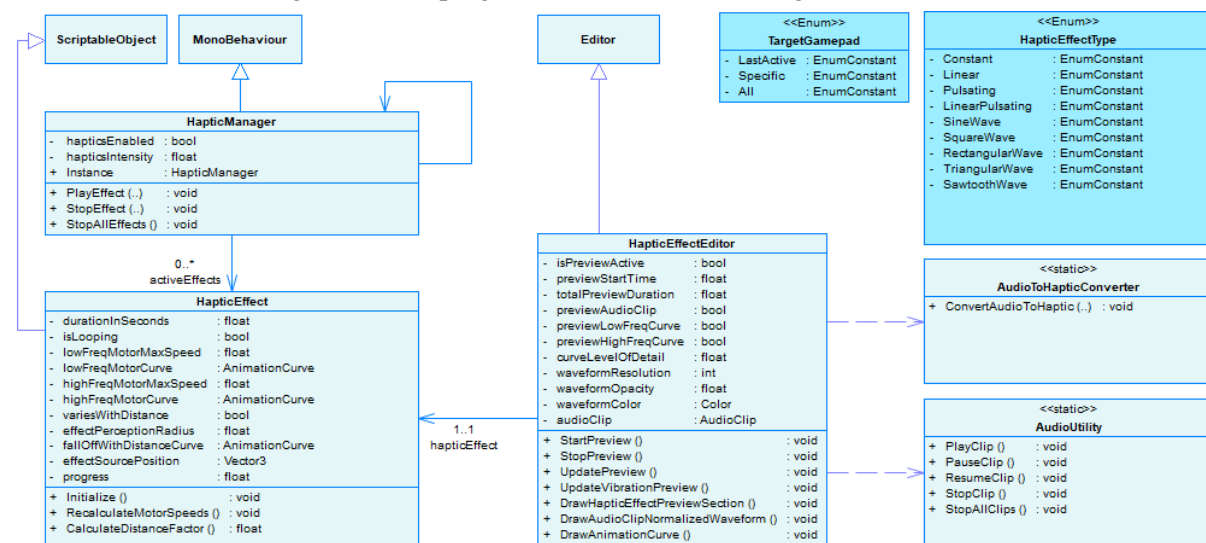 ScriptableObject
MonoBehaviour
Editor
<<Enum>>
TargetGamepad
- LastActive : EnumConstant
- Specific : EnumConstant
- All : EnumConstant
<<Enum>>
HapticEffectType
- Constant : EnumConstant
- Linear : EnumConstant
- Pulsating : EnumConstant
- LinearPulsating : EnumConstant
- SineWave : EnumConstant
- SquareWave : EnumConstant
- RectangularWave : EnumConstant
- TriangularWave : EnumConstant
- SawtoothWave : EnumConstant
HapticManager
- hapticsEnabled : bool
- hapticsIntensity : float
+ Instance : HapticManager
+ PlayEffect (..) : void
+ StopEffect (..) : void
+ StopAllEffects () : void
0..*
activeEffects
HapticEffect
- durationInSeconds : float
- isLooping : bool
- lowFreqMotorMaxSpeed : float
- lowFreqMotorCurve : AnimationCurve
- highFreqMotorMaxSpeed : float
- highFreqMotorCurve : AnimationCurve
- variesWithDistance : bool
- effectPerceptionRadius : float
- fallOffWithDistanceCurve : AnimationCurve
- effectSourcePosition : Vector3
- progress : float
+ Initialize () : void
+ RecalculateMotorSpeeds () : void
+ CalculateDistanceFactor () : float
1..1
hapticEffect
HapticEffectEditor
- isPreviewActive : bool
- previewStartTime : float
- totalPreviewDuration : float
- previewAudioClip : bool
- previewLowFreqCurve : bool
- previewHighFreqCurve : bool
- curveLevelOfDetail : float
- waveformResolution : int
- waveformOpacity : float
- waveformColor : Color
- audioClip : AudioClip
+ StartPreview () : void
+ StopPreview () : void
+ UpdatePreview () : void
+ UpdateVibrationPreview () : void
+ DrawHapticEffectPreviewSection () : void
+ DrawAudioClipNormalizedWaveform () : void
+ DrawAnimationCurve () : void
<<static>>
AudioToHapticConverter
+ ConvertAudioToHaptic (..) : void
<<static>>
AudioUtility
+ PlayClip () : void
+ PauseClip () : void
+ ResumeClip () : void
+ StopClip () : void
+ StopAllClips () : void